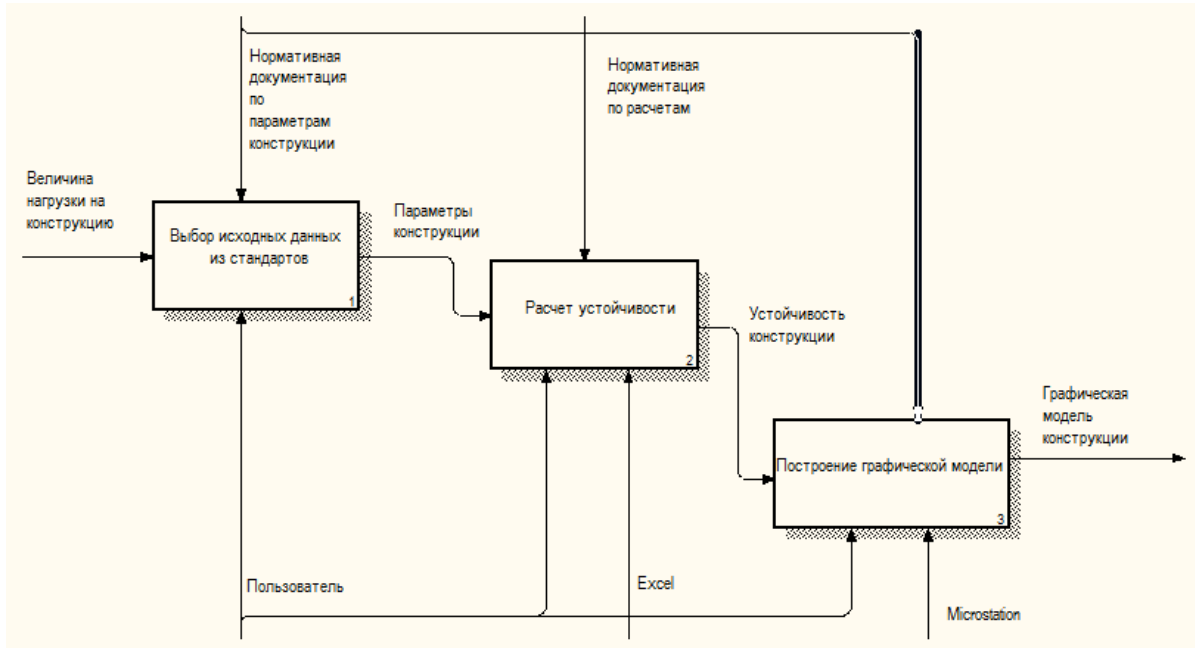 Нормативная
документация
по
параметрам
конструкции
Нормативная
документация
по расчетам
Величина
нагрузки на
конструкцию
Выбор исходных данных
из стандартов
1
Параметры
конструкции
Расчет устойчивости
2
Устойчивость
конструкции
Построение графической модели
3
Графическая
модель
конструкции
Пользователь
Excel
Microstation